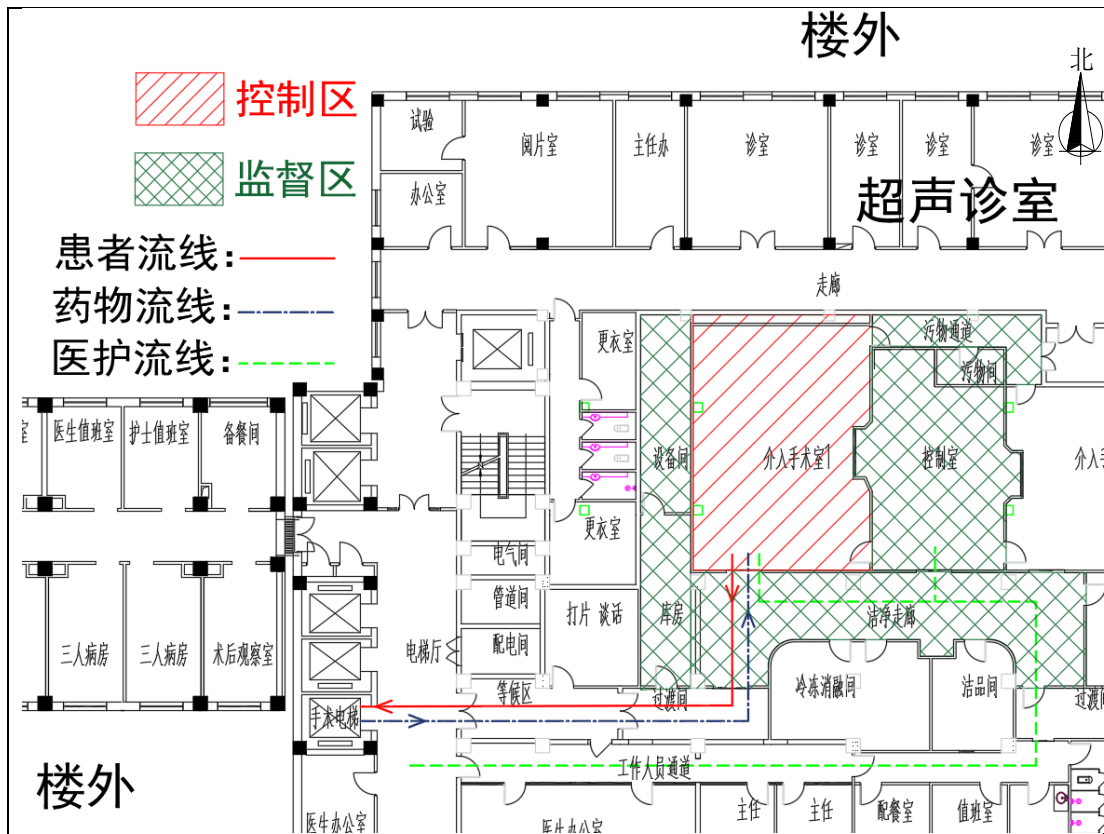 楼外
北
控制区
监督区
患者流线：
药物流线：
医护流线：
试验
阅片室
主任办
诊室
诊室
诊室
诊室
办公室
超声诊室
走廊
更衣室
污物通道
污物间
室
医生值班室
护士值班室
备餐间
设备间
介入手术室1
控制室
介入手
更衣室
电气间
管道间
打片 谈话
库房
洁净走廊
三人病房
三人病房
术后观察室
电梯厅
配电间
等候区
过渡间
冷冻消融间
洁品间
过渡间
手术电梯
工作人员通道
楼外
医生办公室
医生办公室
主任
主任
配餐室
值班室